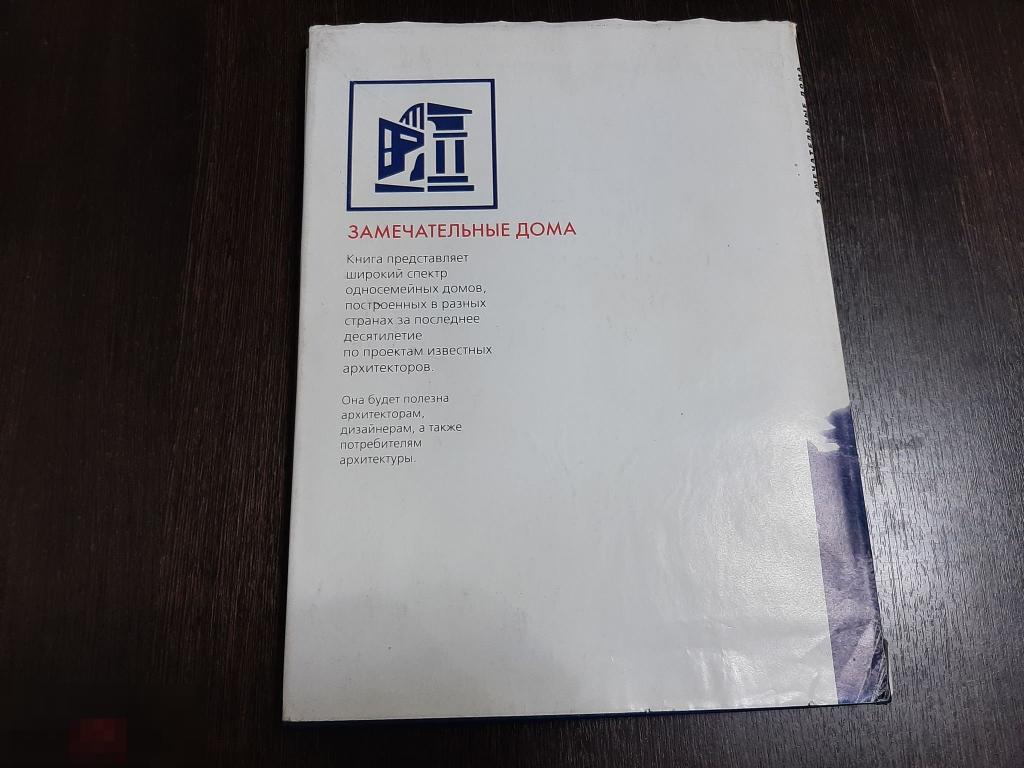 ЗАМЕЧАТЕЛЬНЫЕ ДОМА
Книга представляет
широкий спектр
односемейных домов,
построенных в разных
странах за последнее
десятилетие
по проектам известных
архитекторов.
Она будет полезна
архитекторам,
дизайнерам, а также
потребителям
архитектуры.
ЗАМЕЧАТЕЛЬНЫЕ ДОМА